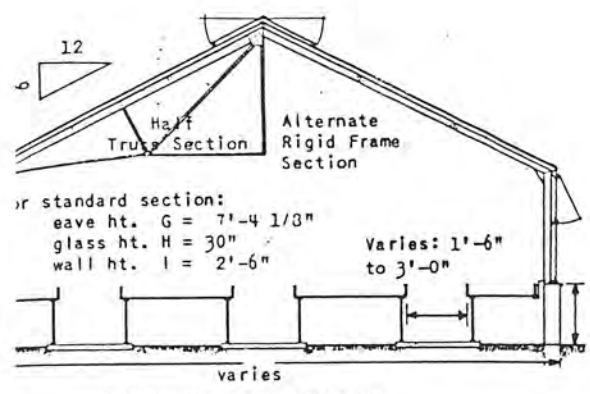 12
6
Half
Truss Section
Alternate
Rigid Frame
Section
or standard section:
eave ht. G = 7'-4 1/8"
glass ht. H = 30"
wall ht. I = 2'-6"
Varies: 1'-6"
to 3'-0"
varies